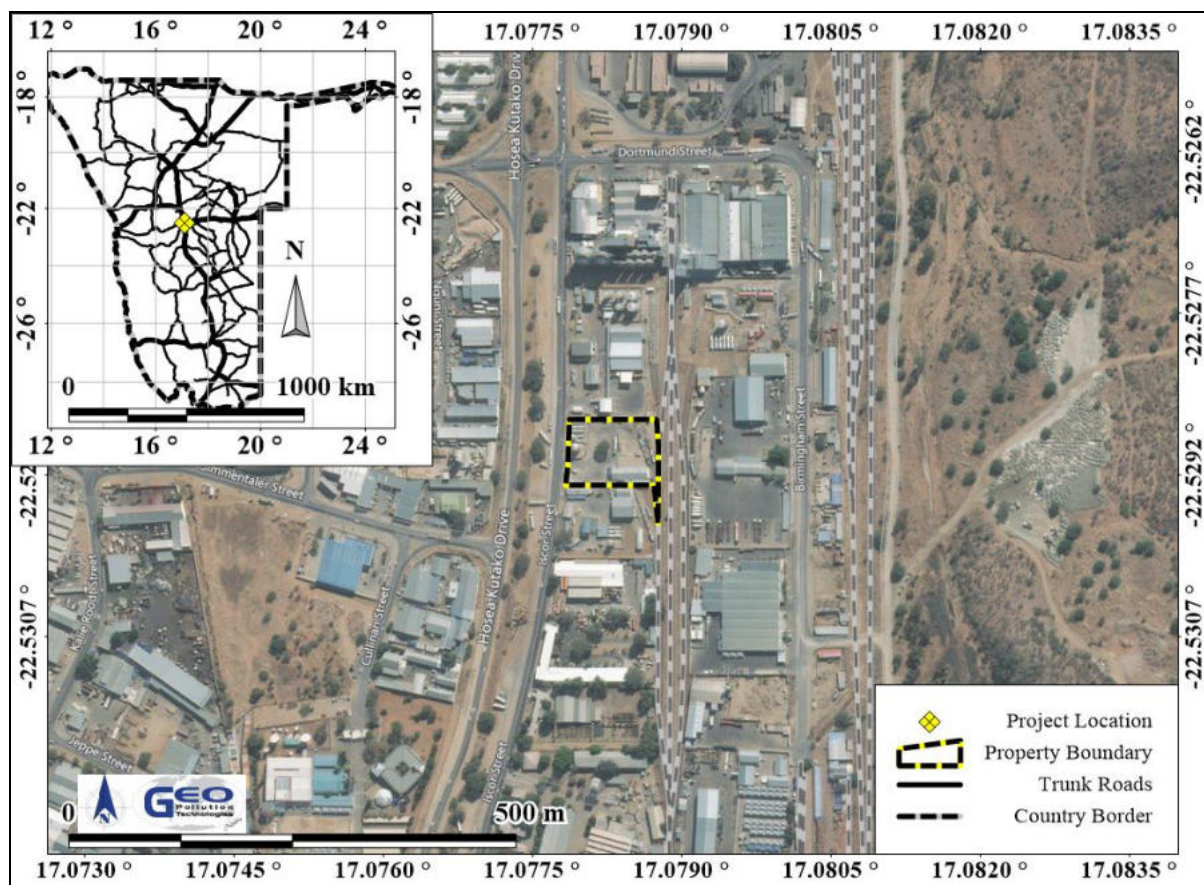 12 ° 16 ° 20 ° 24 °
-18°
-22°
-26°
-18°
-22°
-26°
N
0 1000 km
12 ° 16 ° 20 ° 24 °
17.0775 ° 17.0790 ° 17.0805 ° 17.0820 ° 17.0835 °
-22.5262 °
-22.5277 °
-22.5292 °
-22.5307 °
-22.5307 °
Hosea Kutako Drive
Dortmund Street
Birmingham Street
Iscor Street
Hosea Kutako Drive
Cullinan Street
Jeppe Street
Iscor Street
GEO
Pollution
Technologies
0 500 m
Project Location
Property Boundary
Trunk Roads
Country Border
17.0730 ° 17.0745 ° 17.0760 ° 17.0775 ° 17.0790 ° 17.0805 ° 17.0820 ° 17.0835 °